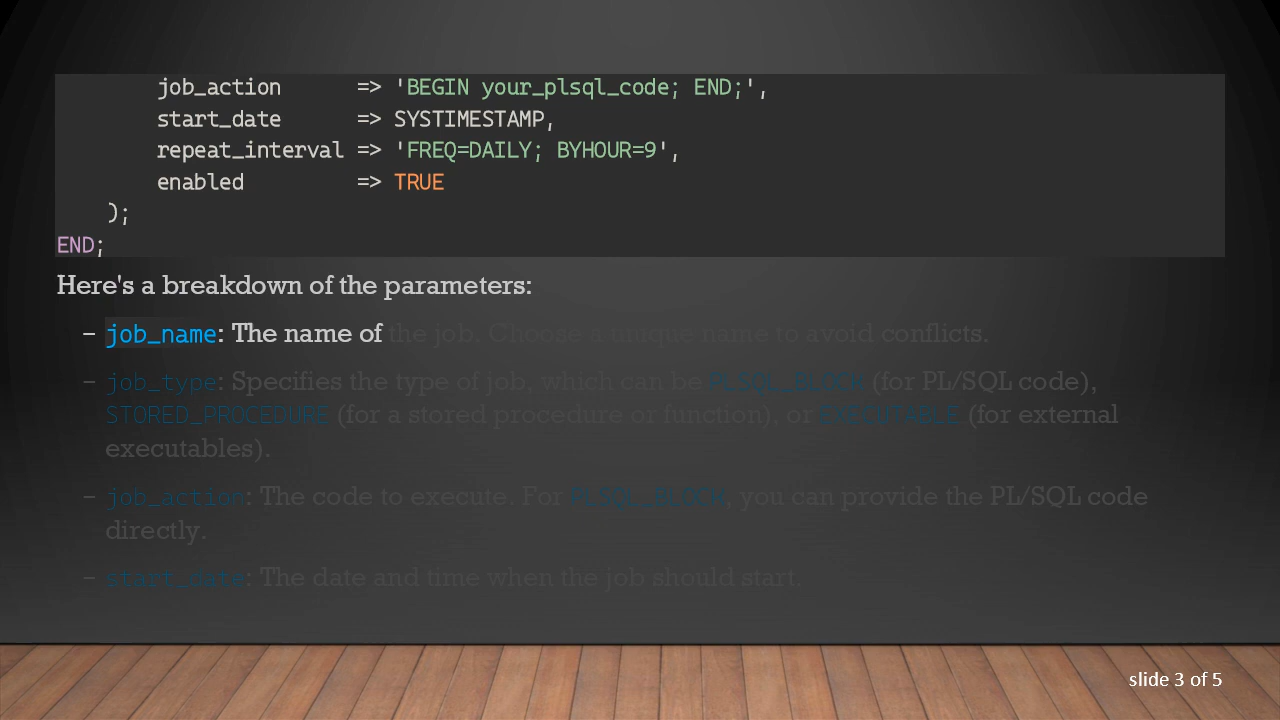 job_action      => 'BEGIN your_plsql_code; END;',
start_date      => SYSTIMESTAMP,
repeat_interval => 'FREQ=DAILY; BYHOUR=9',
enabled         => TRUE
);
END;
Here's a breakdown of the parameters:
– job_name: The name of the job. Choose a unique name to avoid conflicts.
– job_type: Specifies the type of job, which can be PLSQL_BLOCK (for PL/SQL code),
STORED_PROCEDURE (for a stored procedure or function), or EXECUTABLE (for external
executables).
– job_action: The code to execute. For PLSQL_BLOCK, you can provide the PL/SQL code
directly.
– start_date: The date and time when the job should start.
slide 3 of 5